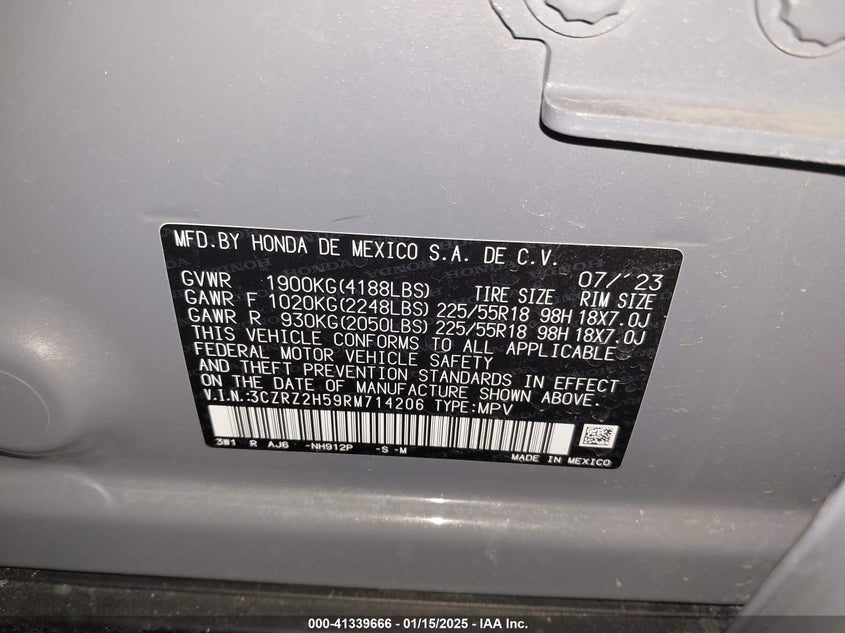 MFD.BY HONDA DE MEXICO S.A. DE C.V.
07/'23
GVWR 1900KG(4188LBS) TIRE SIZE RIM SIZE
GAWR F 1020KG(2248LBS) 225/55R18 98H 18X7.0J
GAWR R 930KG(2050LBS) 225/55R18 98H 18X7.0J
THIS VEHICLE CONFORMS TO ALL APPLICABLE
FEDERAL MOTOR VEHICLE SAFETY
AND THEFT PREVENTION STANDARDS IN EFFECT
ON THE DATE OF MANUFACTURE SHOWN ABOVE.
V.I.N.:3CZRZ2H59RM714206 TYPE:MPV
3W1 R AJ6 -NH912P -S -M
MADE IN MEXICO
000-41339666 - 01/15/2025 - IAA Inc.